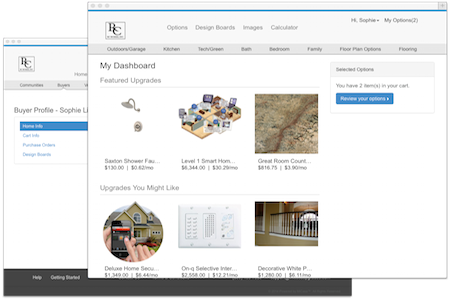 Hi, Sophie
My Options(2)
Options Design Boards Images Calculator
Outdoors/Garage Kitchen Tech/Green Bath Bedroom Family Floor Plan Options Flooring
My Dashboard
Featured Upgrades
Saxton Shower Fau...
$130.00 | $0.62/mo
Level 1 Smart Hom...
$6,344.00 | $30.29/mo
Great Room Count...
$816.75 | $3.90/mo
Selected Options
You have 2 item(s) in your cart.
Review your options
Upgrades You Might Like
Deluxe Home Secu...
$1,349.00 | $6.44/mo
On-q Selective Inter...
$2,558.00 | $12.21/mo
Decorative White P...
$1,280.00 | $6.11/mo
Home
Communities Buyers
Buyer Profile - Sophie Li
Home Info
Cart Info
Purchase Orders
Design Boards
Help Getting Started